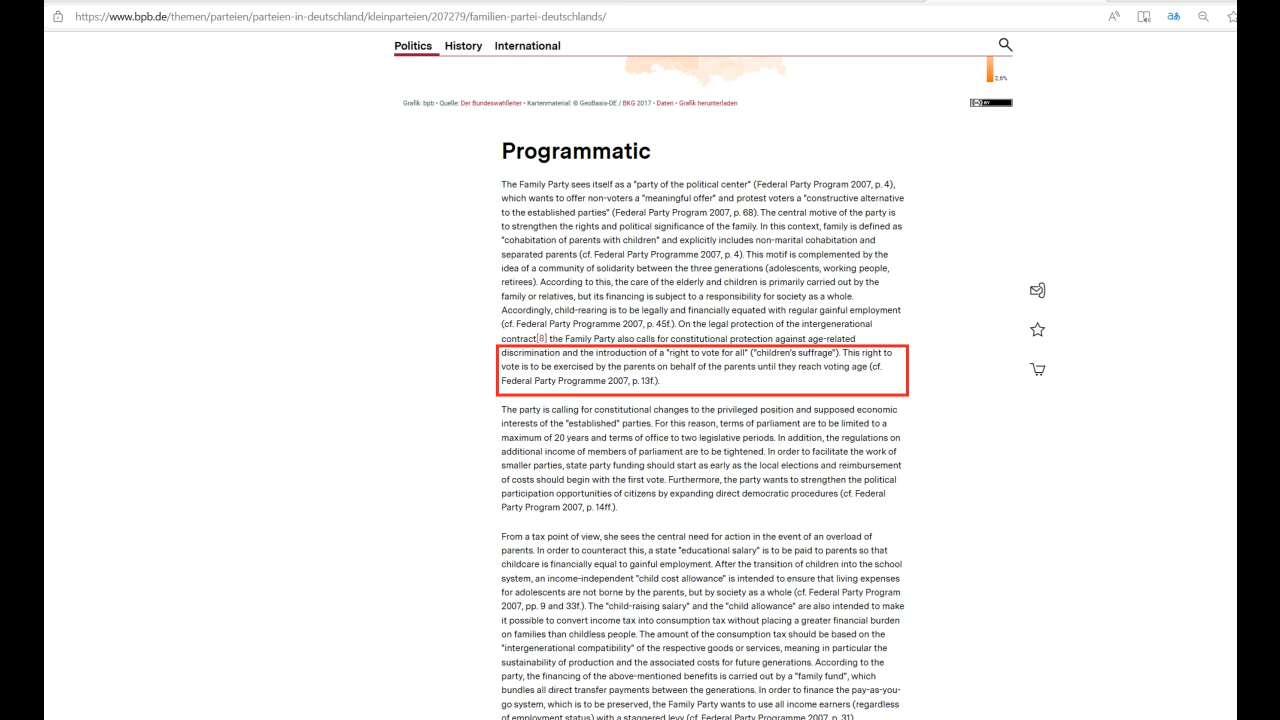 https://www.bpb.de/themen/parteien/parteien-in-deutschland/kleinparteien/207279/familien-partei-deutschlands/
Politics History International
2.6%
Grafik: bpb • Quelle: Der Bundeswahlleiter • Kartenmaterial: © GeoBasis-DE / BKG 2017 • Daten • Grafik herunterladen
Programmatic
The Family Party sees itself as a "party of the political center" (Federal Party Program 2007, p. 4),
which wants to offer non-voters a "meaningful offer" and protest voters a "constructive alternative
to the established parties" (Federal Party Program 2007, p. 68). The central motive of the party is
to strengthen the rights and political significance of the family. In this context, family is defined as
"cohabitation of parents with children" and explicitly includes non-marital cohabitation and
separated parents (cf. Federal Party Programme 2007, p. 4). This motif is complemented by the
idea of a community of solidarity between the three generations (adolescents, working people,
retirees). According to this, the care of the elderly and children is primarily carried out by the
family or relatives, but its financing is subject to a responsibility for society as a whole.
Accordingly, child-rearing is to be legally and financially equated with regular gainful employment
(cf. Federal Party Programme 2007, p. 45f.). On the legal protection of the intergenerational
contract[8] the Family Party also calls for constitutional protection against age-related
discrimination and the introduction of a "right to vote for all" ("children's suffrage"). This right to
vote is to be exercised by the parents on behalf of the parents until they reach voting age (cf.
Federal Party Programme 2007, p. 13f.).
The party is calling for constitutional changes to the privileged position and supposed economic
interests of the "established" parties. For this reason, terms of parliament are to be limited to a
maximum of 20 years and terms of office to two legislative periods. In addition, the regulations on
additional income of members of parliament are to be tightened. In order to facilitate the work of
smaller parties, state party funding should start as early as the local elections and reimbursement
of costs should begin with the first vote. Furthermore, the party wants to strengthen the political
participation opportunities of citizens by expanding direct democratic procedures (cf. Federal
Party Program 2007, p. 14ff.).
From a tax point of view, she sees the central need for action in the event of an overload of
parents. In order to counteract this, a state "educational salary" is to be paid to parents so that
childcare is financially equal to gainful employment. After the transition of children into the school
system, an income-independent "child cost allowance" is intended to ensure that living expenses
for adolescents are not borne by the parents, but by society as a whole (cf. Federal Party Program
2007, pp. 9 and 33f.). The "child-raising salary" and the "child allowance" are also intended to make
it possible to convert income tax into consumption tax without placing a greater financial burden
on families than childless people. The amount of the consumption tax should be based on the
"intergenerational compatibility" of the respective goods or services, meaning in particular the
sustainability of production and the associated costs for future generations. According to the
party, the financing of the above-mentioned benefits is carried out by a "family fund", which
bundles all direct transfer payments between the generations. In order to finance the pay-as-you-
go system, which is to be preserved, the Family Party wants to use all income earners (regardless
of employment status) with a staggered levy (cf. Federal Party Programme 2007, p. 31).